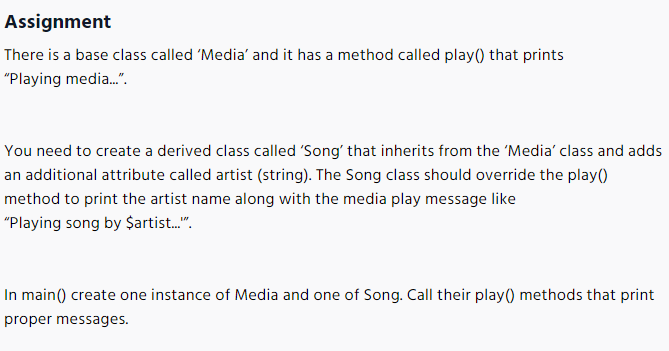 Assignment
There is a base class called ‘Media’ and it has a method called play() that prints
“Playing media...”.
You need to create a derived class called ‘Song’ that inherits from the ‘Media’ class and adds
an additional attribute called artist (string). The Song class should override the play()
method to print the artist name along with the media play message like
“Playing song by $artist...'”.
In main() create one instance of Media and one of Song. Call their play() methods that print
proper messages.